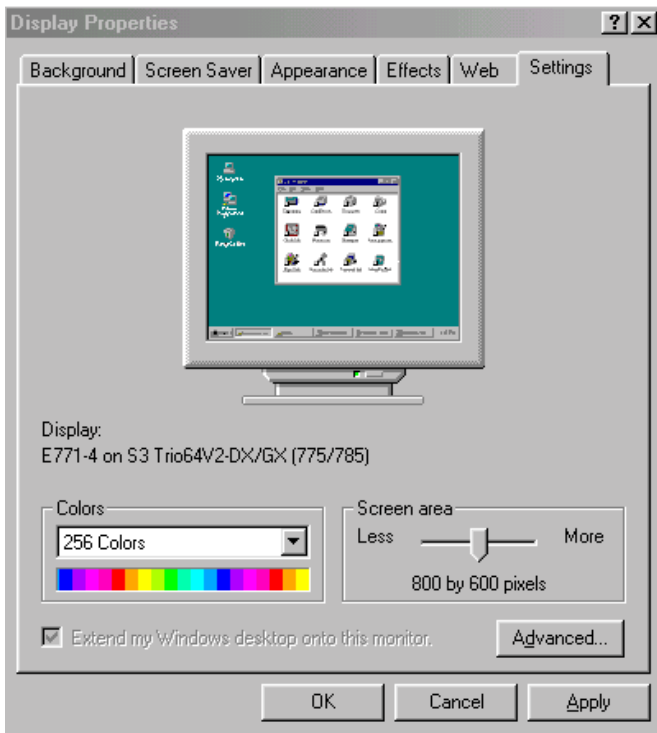 Display Properties
Background Screen Saver Appearance Effects Web Settings
Display:
E771-4 on S3 Trio64V2-DX/GX (775/785)
Colors
256 Colors
Screen area
Less More
800 by 600 pixels
Extend my Windows desktop onto this monitor.
Advanced...
OK Cancel Apply